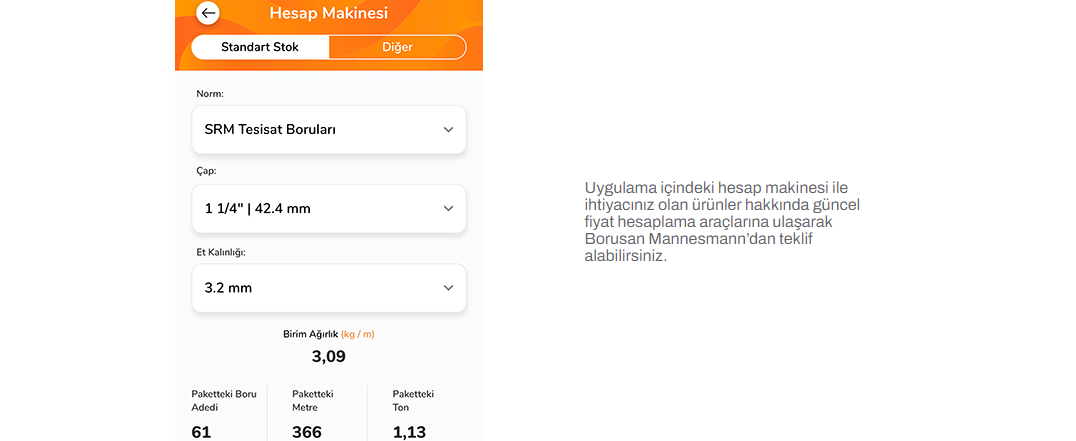 Hesap Makinesi
Standart Stok
Diğer
Norm:
SRM Tesisat Boruları
Çap:
1 1/4" | 42.4 mm
Et Kalınlığı:
3.2 mm
Birim Ağırlık (kg / m)
3,09
Paketteki Boru
Adedi
61
Paketteki
Metre
366
Paketteki
Ton
1,13
Uygulama içindeki hesap makinesi ile
ihtiyacınız olan ürünler hakkında güncel
fiyat hesaplama araçlarına ulaşarak
Borusan Mannesmann’dan teklif
alabilirsiniz.